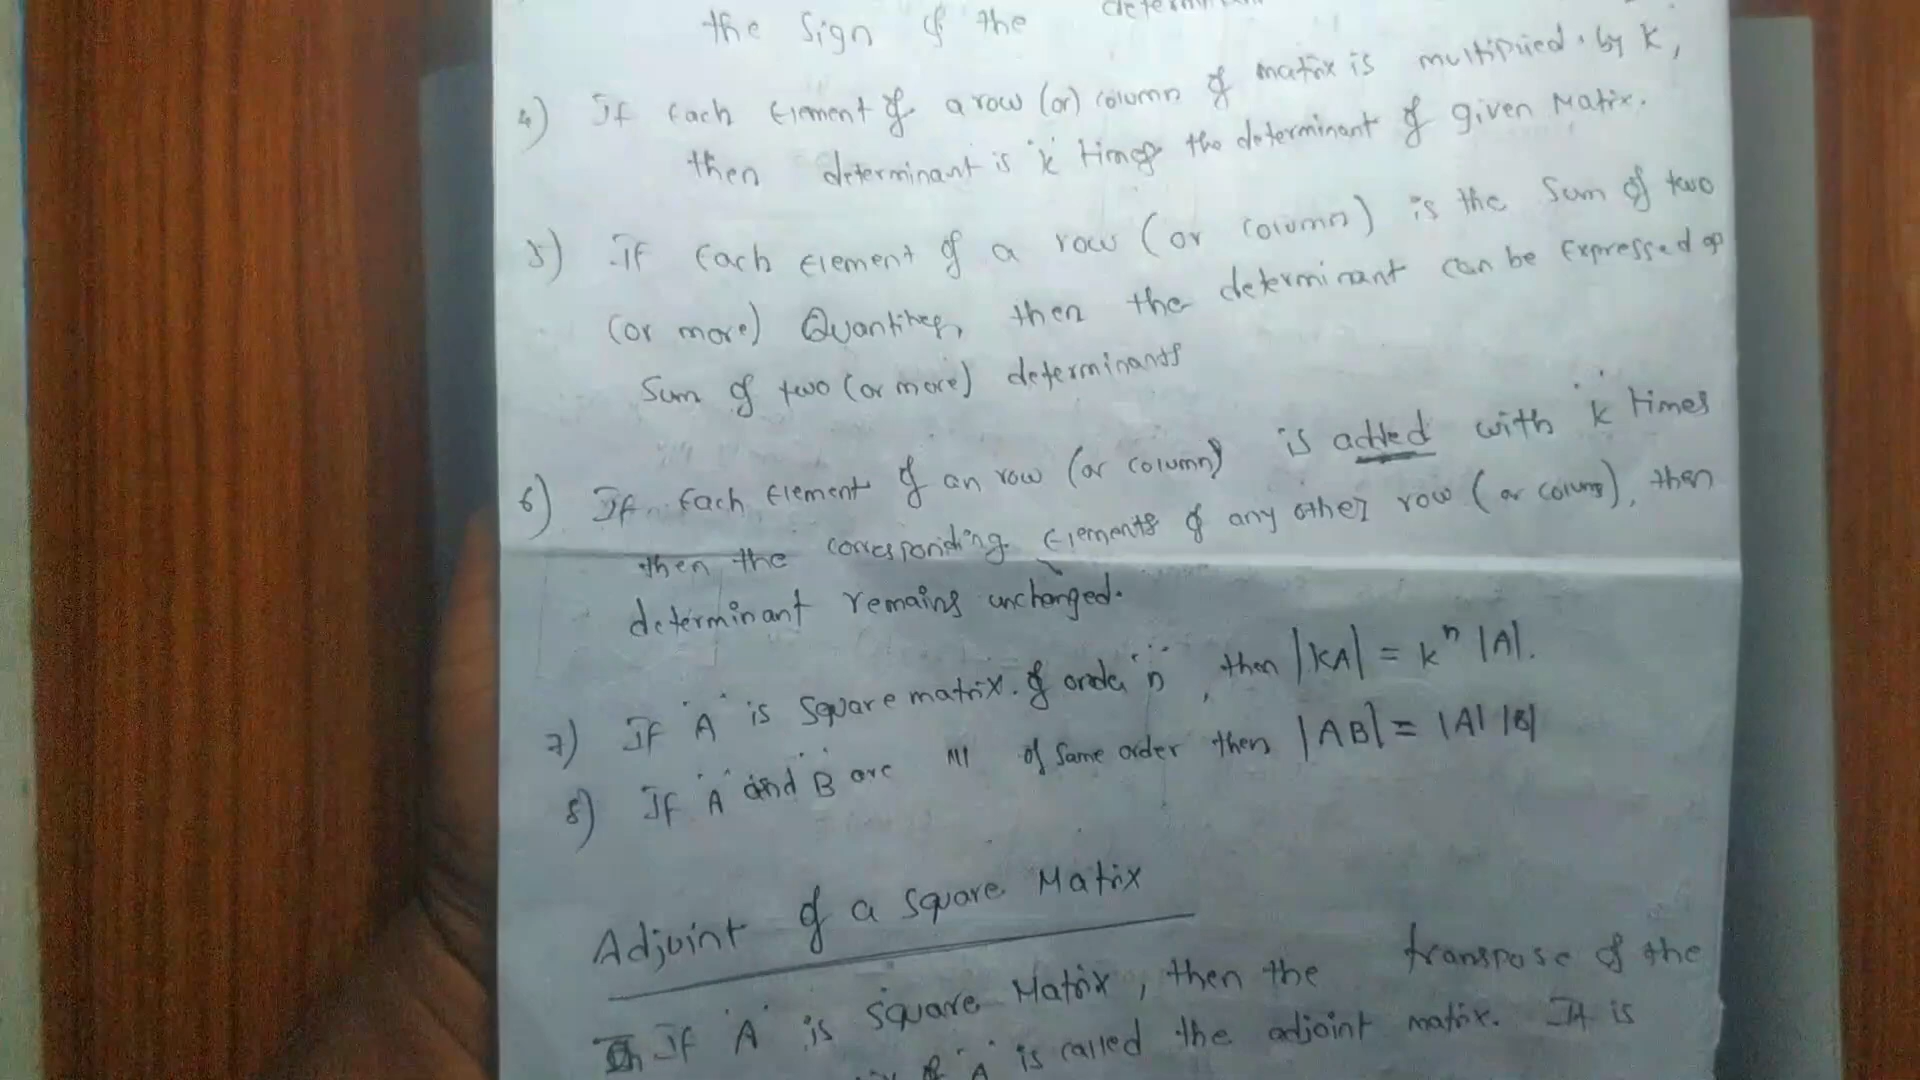 the sign of the
4) If Each Element of a row (or) column of matrix is multiplied by K,
then determinant is 'k' times the determinant of given Matrix.
5) If Each Element of a row (or column) is the Sum of two
(or more) Quantities, then the determinant can be Expressed as
Sum of two (or more) determinants
6) If Each Element of an row (or column) is added with 'k' times
then the corresponding Elements of any other row (or column), then
determinant remains unchanged.
7) If 'A' is Square matrix. of order 'n', then |KA| = k^n |A|.
8) If 'A' and 'B' are of Same order then |AB| = |A| |B|
Adjoint of a Square Matrix
If 'A' is Square Matrix, then the transpose of the
of 'A' is called the adjoint matrix. It is